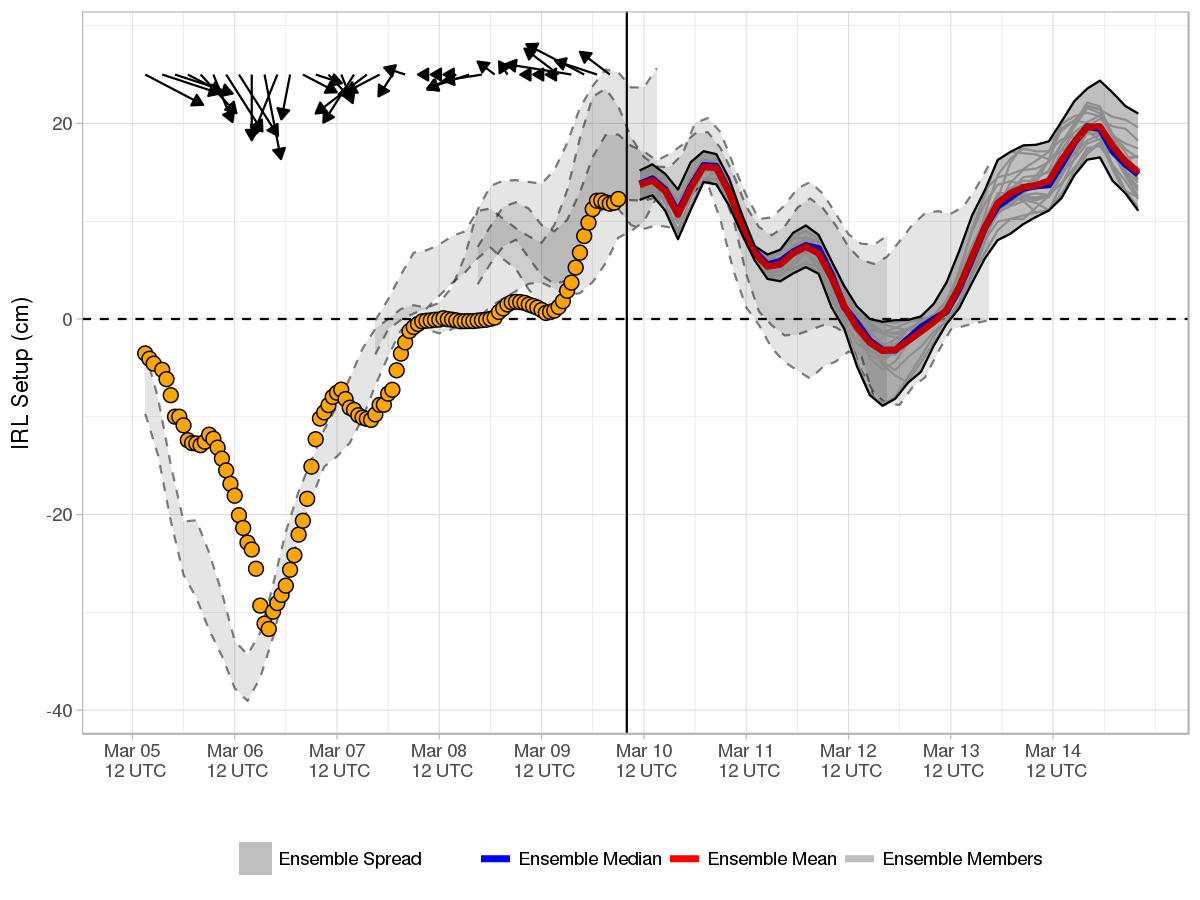 IRL Setup (cm)
20
0
-20
-40
Mar 05 12 UTC
Mar 06 12 UTC
Mar 07 12 UTC
Mar 08 12 UTC
Mar 09 12 UTC
Mar 10 12 UTC
Mar 11 12 UTC
Mar 12 12 UTC
Mar 13 12 UTC
Mar 14 12 UTC
Ensemble Spread
Ensemble Median
Ensemble Mean
Ensemble Members